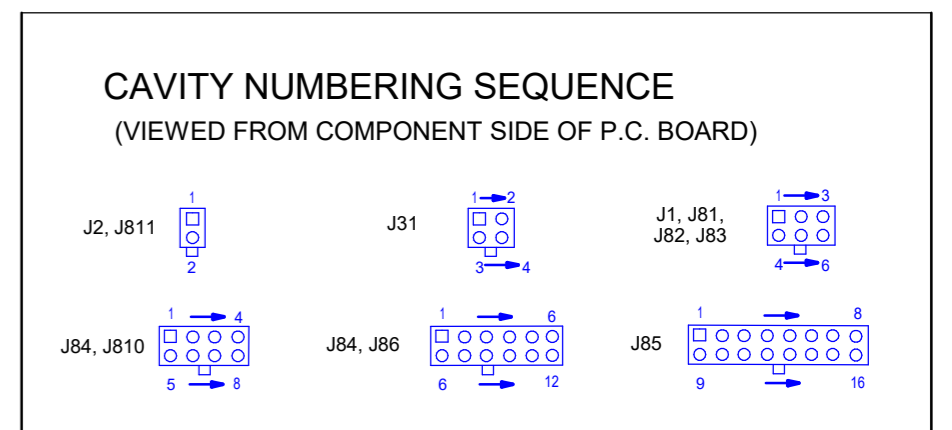 CAVITY NUMBERING SEQUENCE
(VIEWED FROM COMPONENT SIDE OF P.C. BOARD)
J2, J811
1
2
J31
1 2
3 4
J1, J81,
J82, J83
1 3
4 6
J84, J810
1 4
5 8
J84, J86
1 6
6 12
J85
1 8
9 16